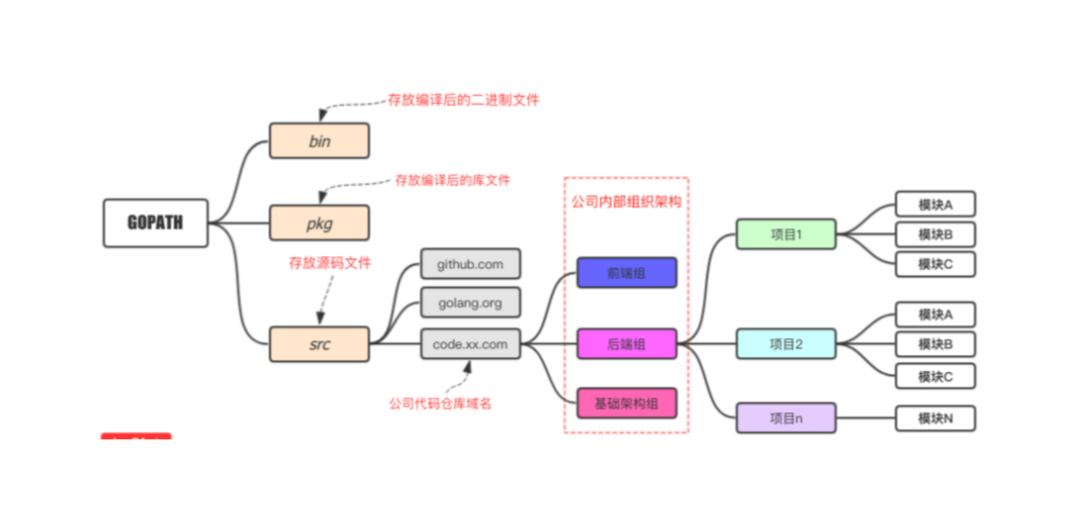 存放编译后的二进制文件
bin
存放编译后的库文件
GOPATH
pkg
存放源码文件
src
github.com
golang.org
code.xx.com
公司代码仓库域名
公司内部组织架构
前端组
后端组
基础架构组
项目1
模块A
模块B
模块C
项目2
模块A
模块B
模块C
项目n
模块N